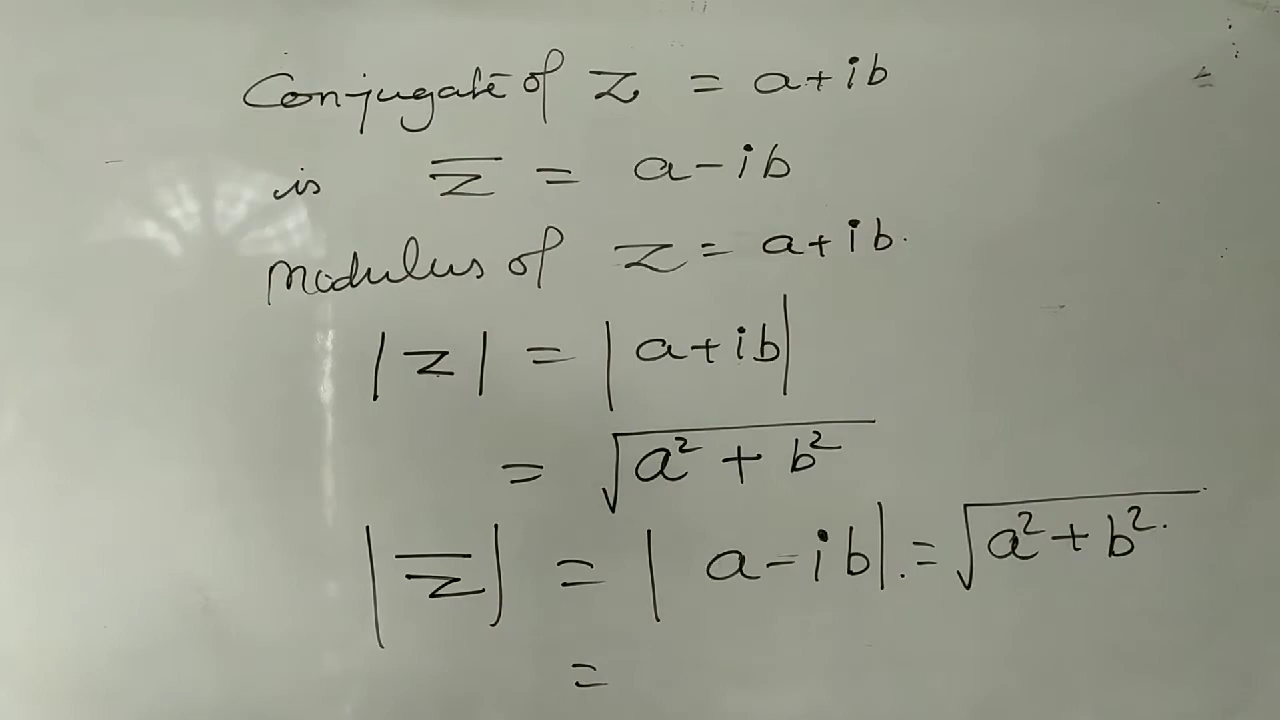 Conjugate of z = a+ib
is z̅ = a-ib
Modulus of z = a+ib.
|z| = |a+ib|
= √(a² + b²)
|z̅| = | a-ib|. = √(a² + b².)
=